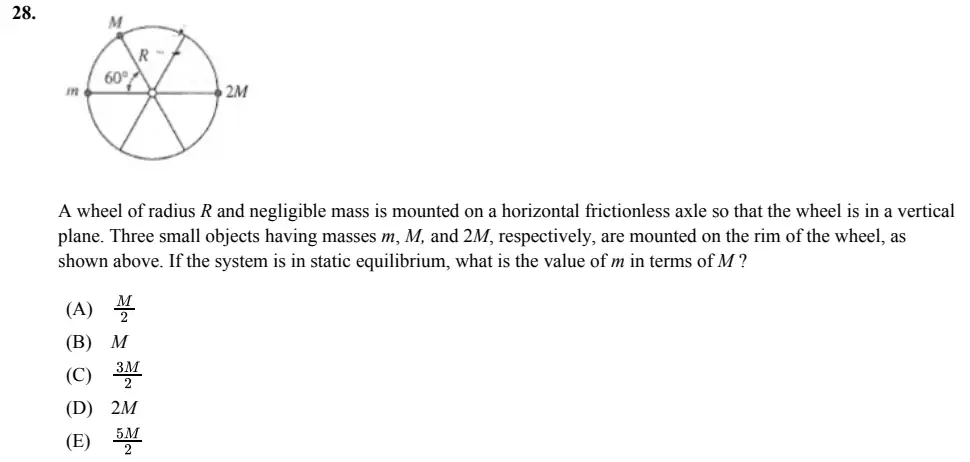 28.
M
R
60°
m
2M
A wheel of radius R and negligible mass is mounted on a horizontal frictionless axle so that the wheel is in a vertical
plane. Three small objects having masses m, M, and 2M, respectively, are mounted on the rim of the wheel, as
shown above. If the system is in static equilibrium, what is the value of m in terms of M ?
(A) M/2
(B) M
(C) 3M/2
(D) 2M
(E) 5M/2